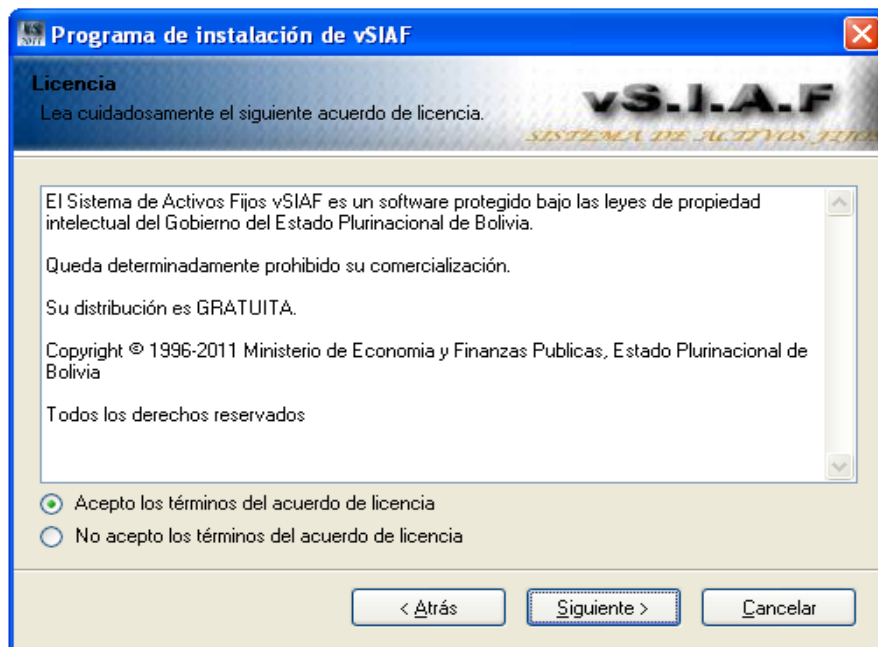 Programa de instalación de vSIAF
Licencia
Lea cuidadosamente el siguiente acuerdo de licencia.
vS.I.A.F
SISTEMA DE ACTIVOS FIJOS
El Sistema de Activos Fijos vSIAF es un software protegido bajo las leyes de propiedad
intelectual del Gobierno del Estado Plurinacional de Bolivia.
Queda determinadamente prohibido su comercialización.
Su distribución es GRATUITA.
Copyright © 1996-2011 Ministerio de Economia y Finanzas Publicas, Estado Plurinacional de
Bolivia
Todos los derechos reservados
Acepto los términos del acuerdo de licencia
No acepto los términos del acuerdo de licencia
< Atrás
Siguiente >
Cancelar